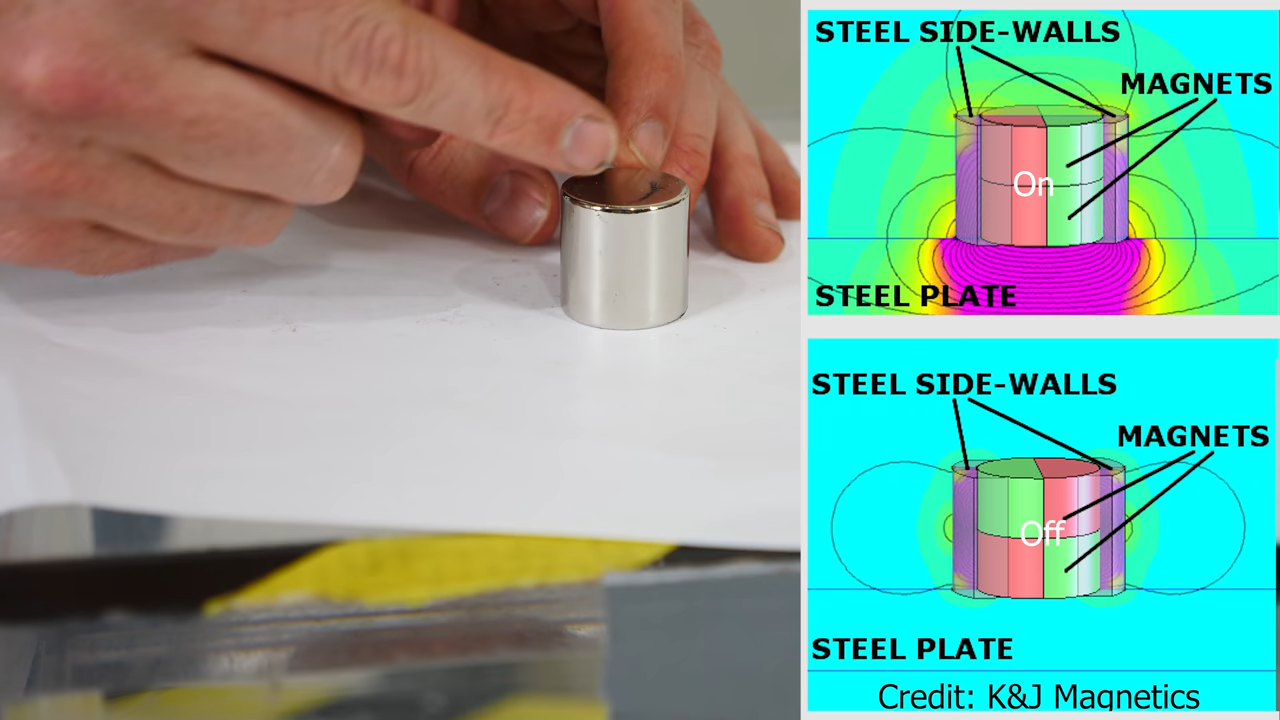 STEEL SIDE-WALLS
MAGNETS
On
STEEL PLATE
STEEL SIDE-WALLS
MAGNETS
Off
STEEL PLATE
Credit: K&J Magnetics